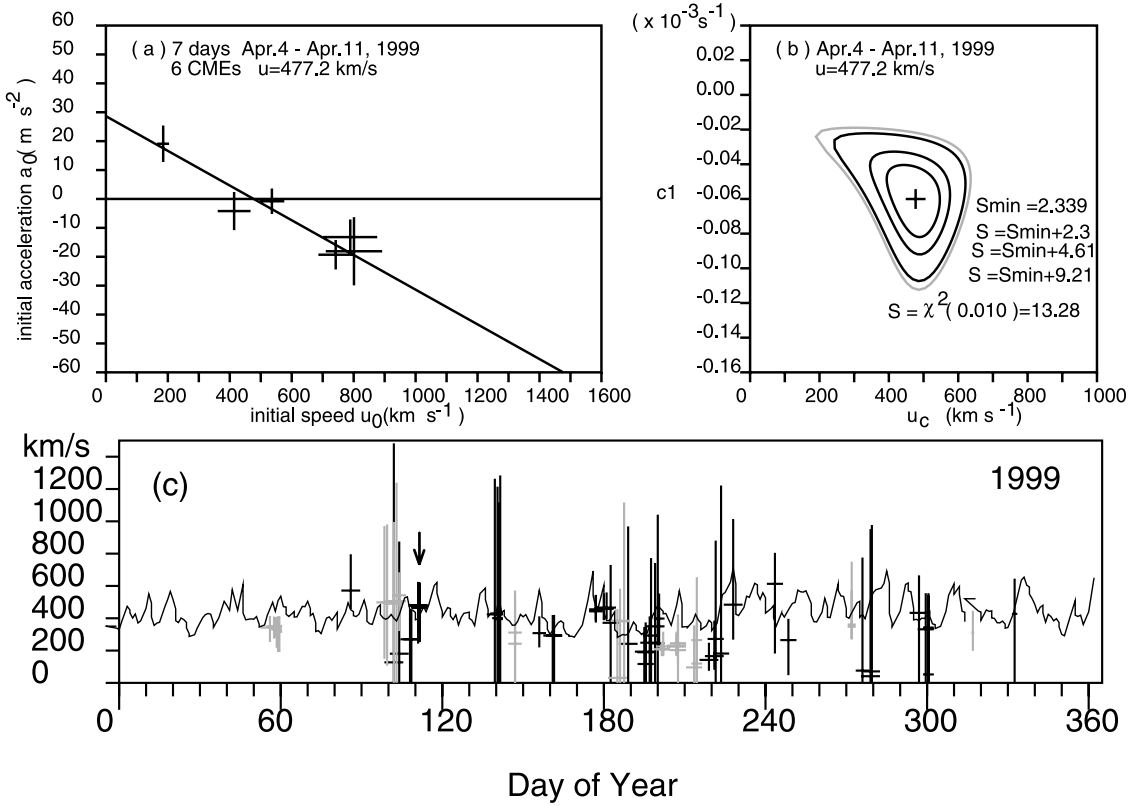 ( a ) 7 days Apr.4 - Apr.11, 1999
6 CMEs u=477.2 km/s
initial acceleration a0( m s-2)
60
50
40
30
20
10
0
-10
-20
-30
-40
-50
-60
0 200 400 600 800 1000 1200 1400 1600
initial speed u0(km s-1)
( x 10-3s-1)
( b ) Apr.4 - Apr.11, 1999
u=477.2 km/s
c1
0.04
0.02
0.00
-0.02
-0.04
-0.06
-0.08
-0.10
-0.12
-0.14
-0.16
Smin =2.339
S =Smin+2.3
S =Smin+4.61
S =Smin+9.21
S = χ2( 0.010 )=13.28
0 200 400 600 800 1000
uc (km s-1)
km/s
(c)
1999
1200
1000
800
600
400
200
0
0 60 120 180 240 300 360
Day of Year